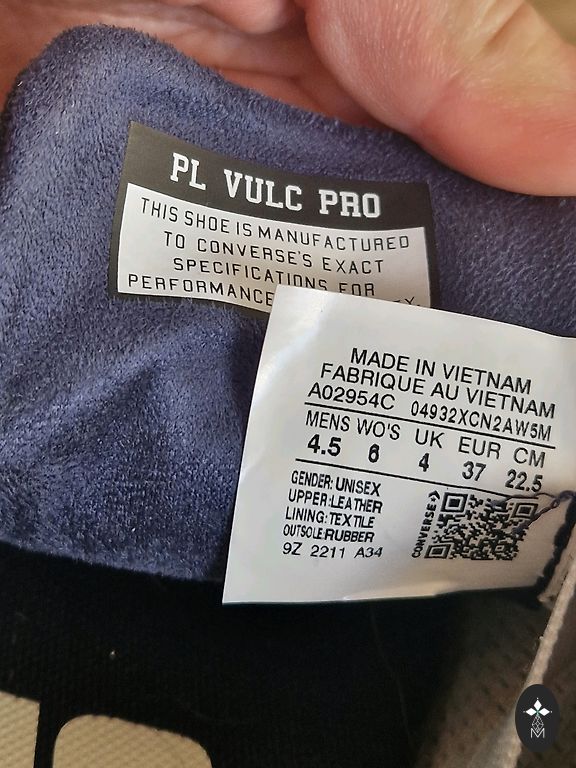 PL VULC PRO
THIS SHOE IS MANUFACTURED
TO CONVERSE'S EXACT
SPECIFICATIONS FOR
PERFORMANCE
MADE IN VIETNAM
FABRIQUE AU VIETNAM
A02954C 04932XCN2AW5M
MENS WO'S UK EUR CM
4.5 6 4 37 22.5
GENDER: UNISEX
UPPER: LEATHER
LINING: TEXTILE
OUTSOLE:RUBBER
9Z 2211 A34
CONVERSE>
M